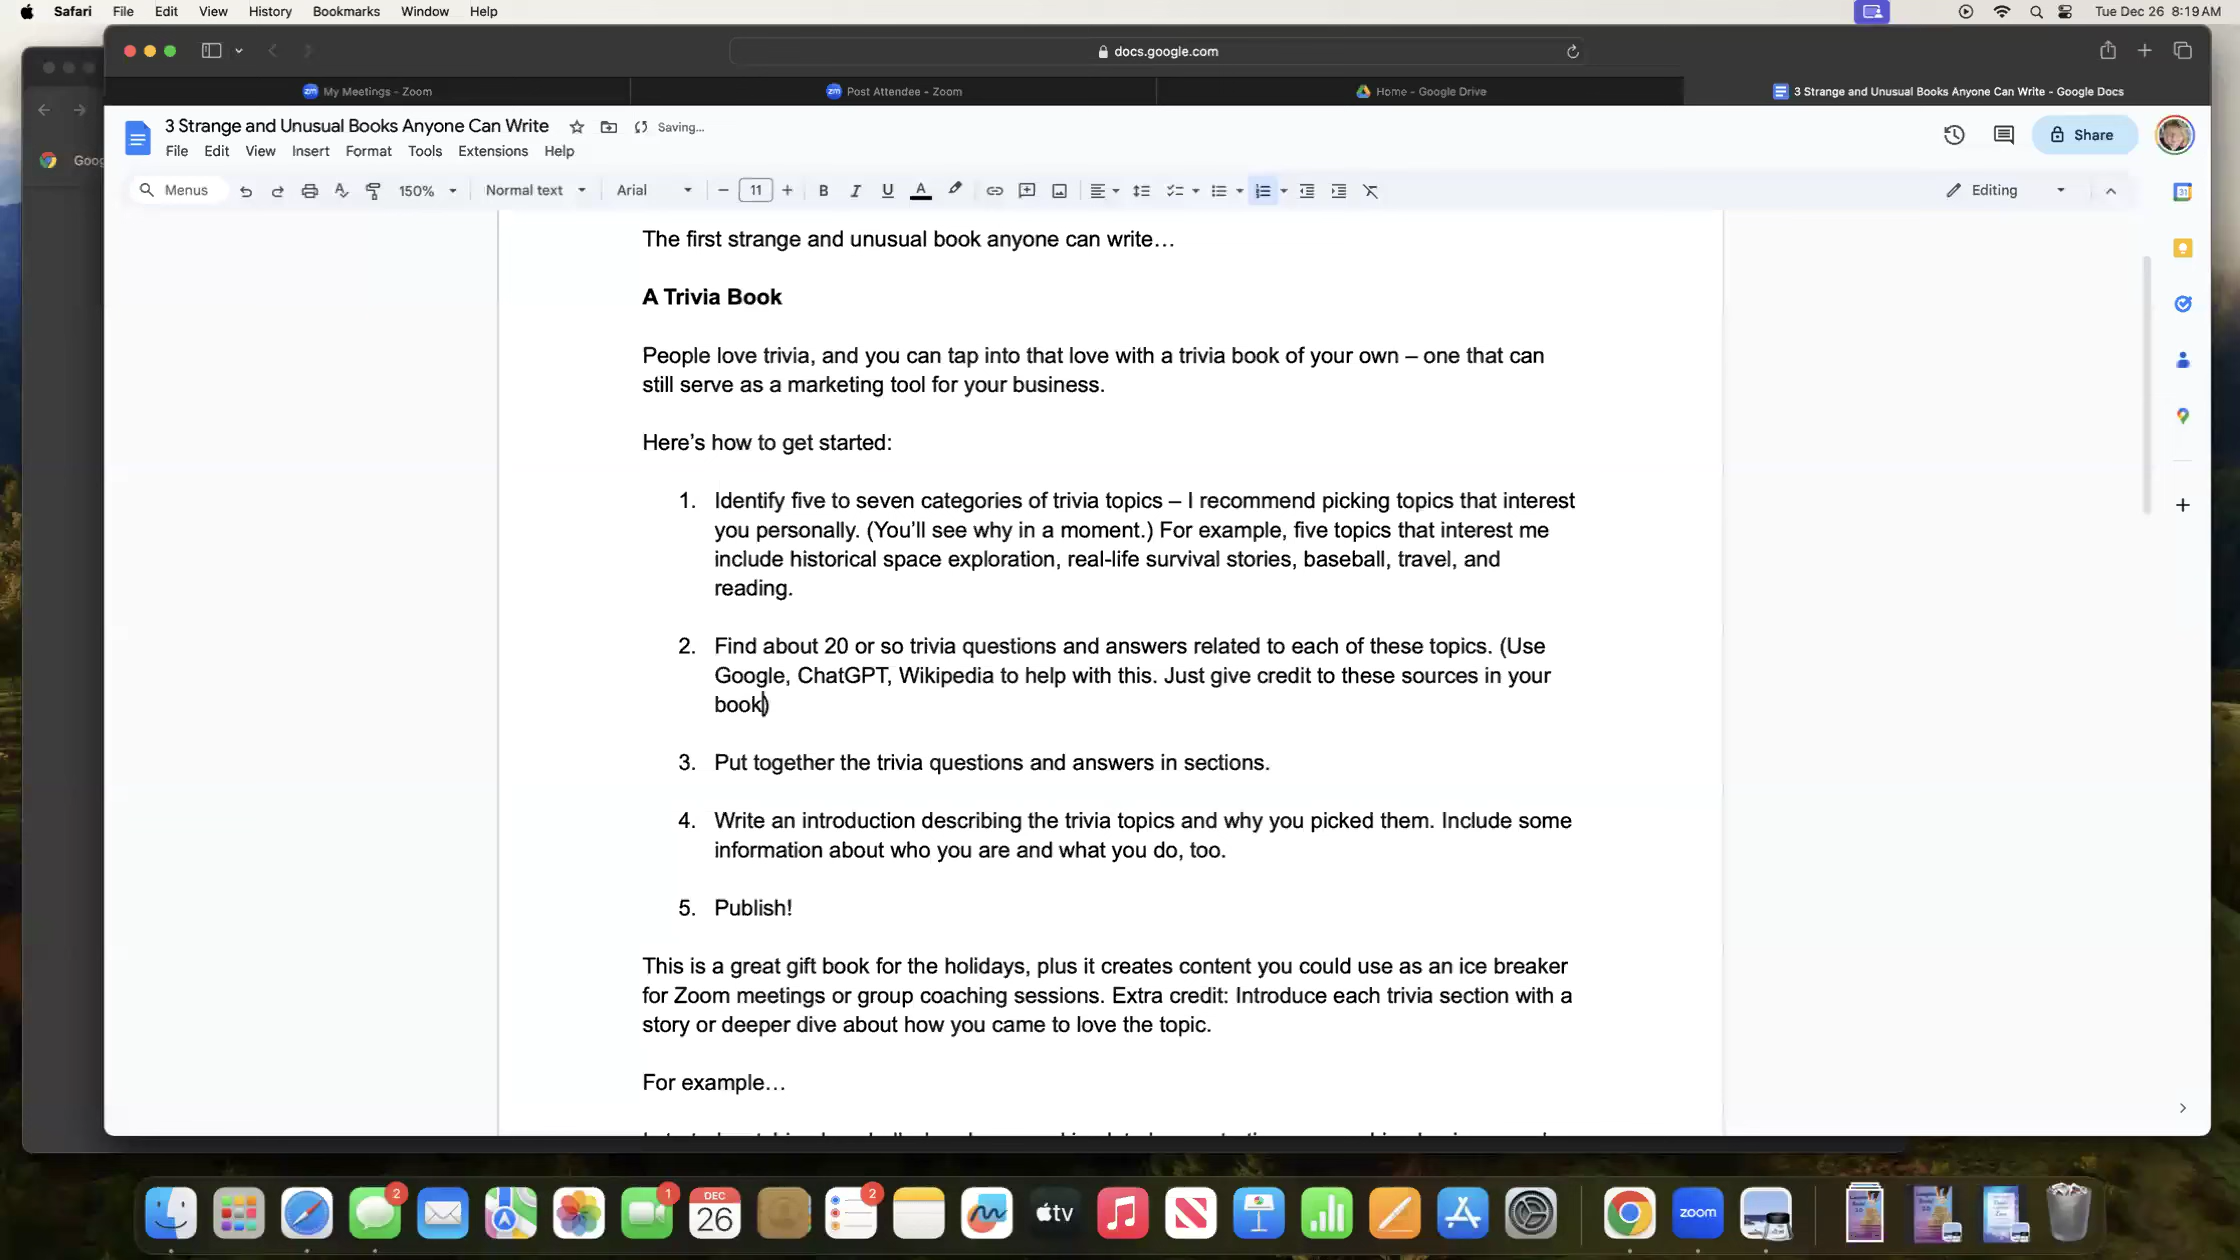 Safari File Edit View History Bookmarks Window Help Tue Dec 26 8:19 AM
docs.google.com
My Meetings - Zoom Post Attendee - Zoom Home - Google Drive 3 Strange and Unusual Books Anyone Can Write - Google Docs
3 Strange and Unusual Books Anyone Can Write Saving...
Share
Goog
File Edit View Insert Format Tools Extensions Help
Menus 150% Normal text Arial 11 B I U A Editing
The first strange and unusual book anyone can write…
A Trivia Book
People love trivia, and you can tap into that love with a trivia book of your own – one that can
still serve as a marketing tool for your business.
Here’s how to get started:
1. Identify five to seven categories of trivia topics – I recommend picking topics that interest
you personally. (You’ll see why in a moment.) For example, five topics that interest me
include historical space exploration, real-life survival stories, baseball, travel, and
reading.
2. Find about 20 or so trivia questions and answers related to each of these topics. (Use
Google, ChatGPT, Wikipedia to help with this. Just give credit to these sources in your
book)
3. Put together the trivia questions and answers in sections.
4. Write an introduction describing the trivia topics and why you picked them. Include some
information about who you are and what you do, too.
5. Publish!
This is a great gift book for the holidays, plus it creates content you could use as an ice breaker
for Zoom meetings or group coaching sessions. Extra credit: Introduce each trivia section with a
story or deeper dive about how you came to love the topic.
For example…
2 1 DEC 26 2 tv zoom